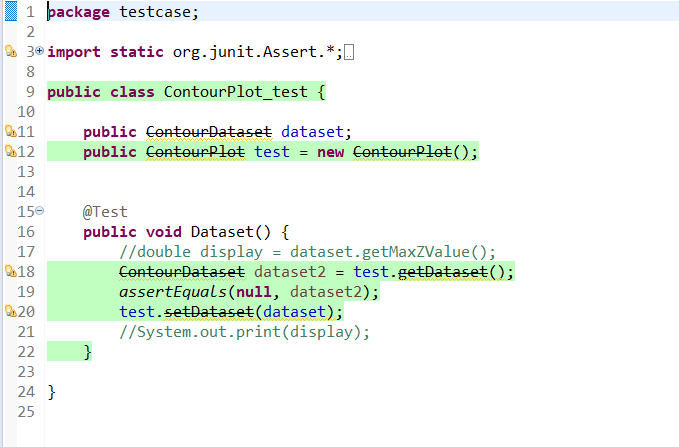 1 package testcase;
2
3 import static org.junit.Assert.*;
8
9 public class ContourPlot_test {
10
11 public ContourDataset dataset;
12 public ContourPlot test = new ContourPlot();
13
14
15 @Test
16 public void Dataset() {
17 //double display = dataset.getMaxZValue();
18 ContourDataset dataset2 = test.getDataset();
19 assertEquals(null, dataset2);
20 test.setDataset(dataset);
21 //System.out.print(display);
22 }
23
24 }
25